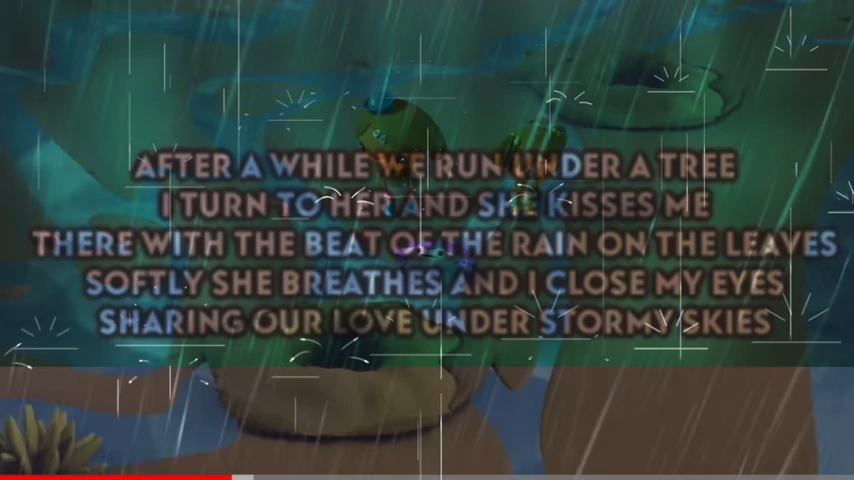 AFTER A WHILE WE RUN UNDER A TREE
I TURN TO HER AND SHE KISSES ME
THERE WITH THE BEAT OF THE RAIN ON THE LEAVES
SOFTLY SHE BREATHES AND I CLOSE MY EYES
SHARING OUR LOVE UNDER STORMY SKIES